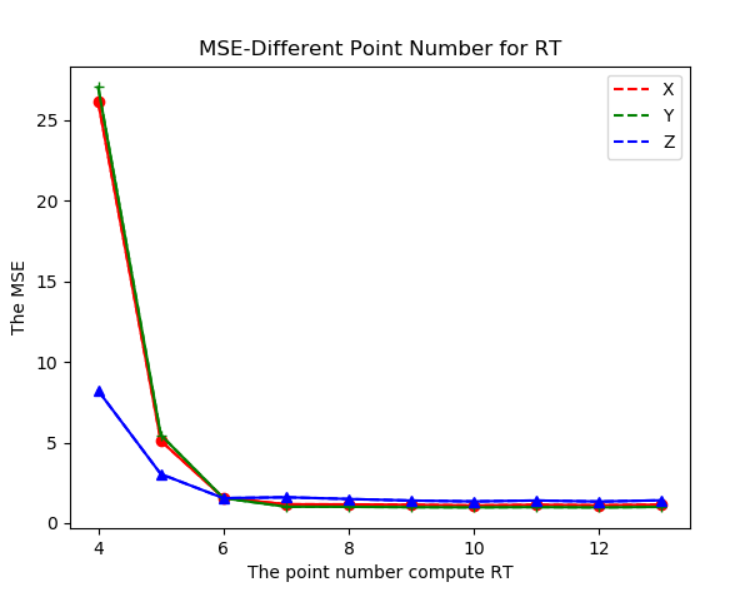 MSE-Different Point Number for RT
X
Y
Z
25
20
15
10
5
0
The MSE
4 6 8 10 12
The point number compute RT